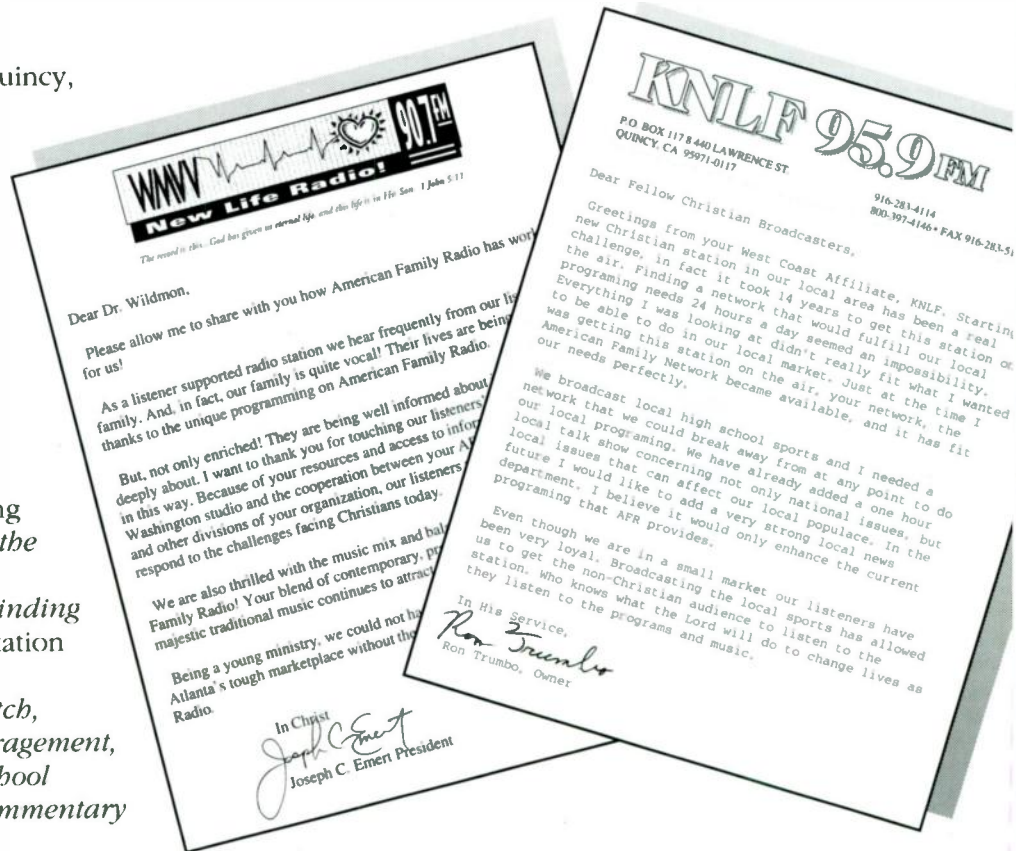 uincy,
ng
the
inding
tation
tch,
ragement,
hool
mmentary
WMVV
90.7 FM
New Life Radio!
The record is this...God has given us eternal life, and this life is in His Son. 1 John 5:11
Dear Dr. Wildmon,
Please allow me to share with you how American Family Radio has work
for us!
As a listener supported radio station we hear frequently from our lis
family. And, in fact, our family is quite vocal! Their lives are being
thanks to the unique programming on American Family Radio.
But, not only enriched! They are being well informed about
deeply about. I want to thank you for touching our listeners'
in this way. Because of your resources and access to infor
Washington studio and the cooperation between your A
and other divisions of your organization, our listeners
respond to the challenges facing Christians today.
We are also thrilled with the music mix and bal
Family Radio! Your blend of contemporary, pr
majestic traditional music continues to attract
Being a young ministry, we could not ha
Atlanta's tough marketplace without the
Radio.
In Christ
Joseph C. Emert
Joseph C. Emert President
KNLF 95.9 FM
P.O. BOX 117 8 440 LAWRENCE ST.
QUINCY, CA 95971-0117
916-283-4114
800-397-4146 • FAX 916-283-51
Dear Fellow Christian Broadcasters,
Greetings from your West Coast Affiliate, KNLF. Starting
new Christian station in our local area has been a real
challenge, in fact it took 14 years to get this station on
the air. Finding a network that would fulfill our local
programing needs 24 hours a day seemed an impossibility.
Everything I was looking at didn't really fit what I wanted
to be able to do in our local market. Just at the time I
was getting this station on the air, your network, the
American Family Network became available, and it has fit
our needs perfectly.
We broadcast local high school sports and I needed a
network that we could break away from at any point to do
our local programing. We have already added a one hour
local talk show concerning not only national issues, but
local issues that can affect our local populace. In the
future I would like to add a very strong local news
department. I believe it would only enhance the current
programing that AFR provides.
Even though we are in a small market our listeners have
been very loyal. Broadcasting the local sports has allowed
us to get the non-Christian audience to listen to the
station. Who knows what the Lord will do to change lives as
they listen to the programs and music.
In His Service,
Ron Trumbo
Ron Trumbo, Owner